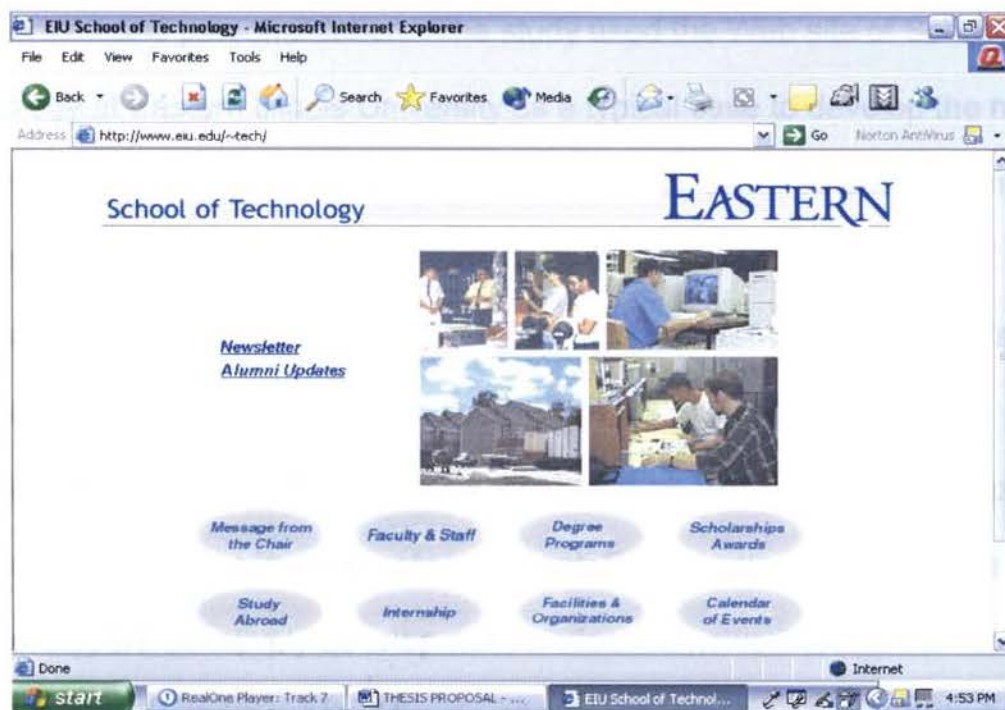 EIU School of Technology - Microsoft Internet Explorer
File Edit View Favorites Tools Help
Back Search Favorites Media
Address http://www.eiu.edu/~tech/ Go Norton AntiVirus
School of Technology EASTERN
Newsletter
Alumni Updates
Message from the Chair
Faculty & Staff
Degree Programs
Scholarships Awards
Study Abroad
Internship
Facilities & Organizations
Calendar of Events
Done Internet
start RealOne Player: Track 7 THESIS PROPOSAL - ... EIU School of Technol... 4:53 PM